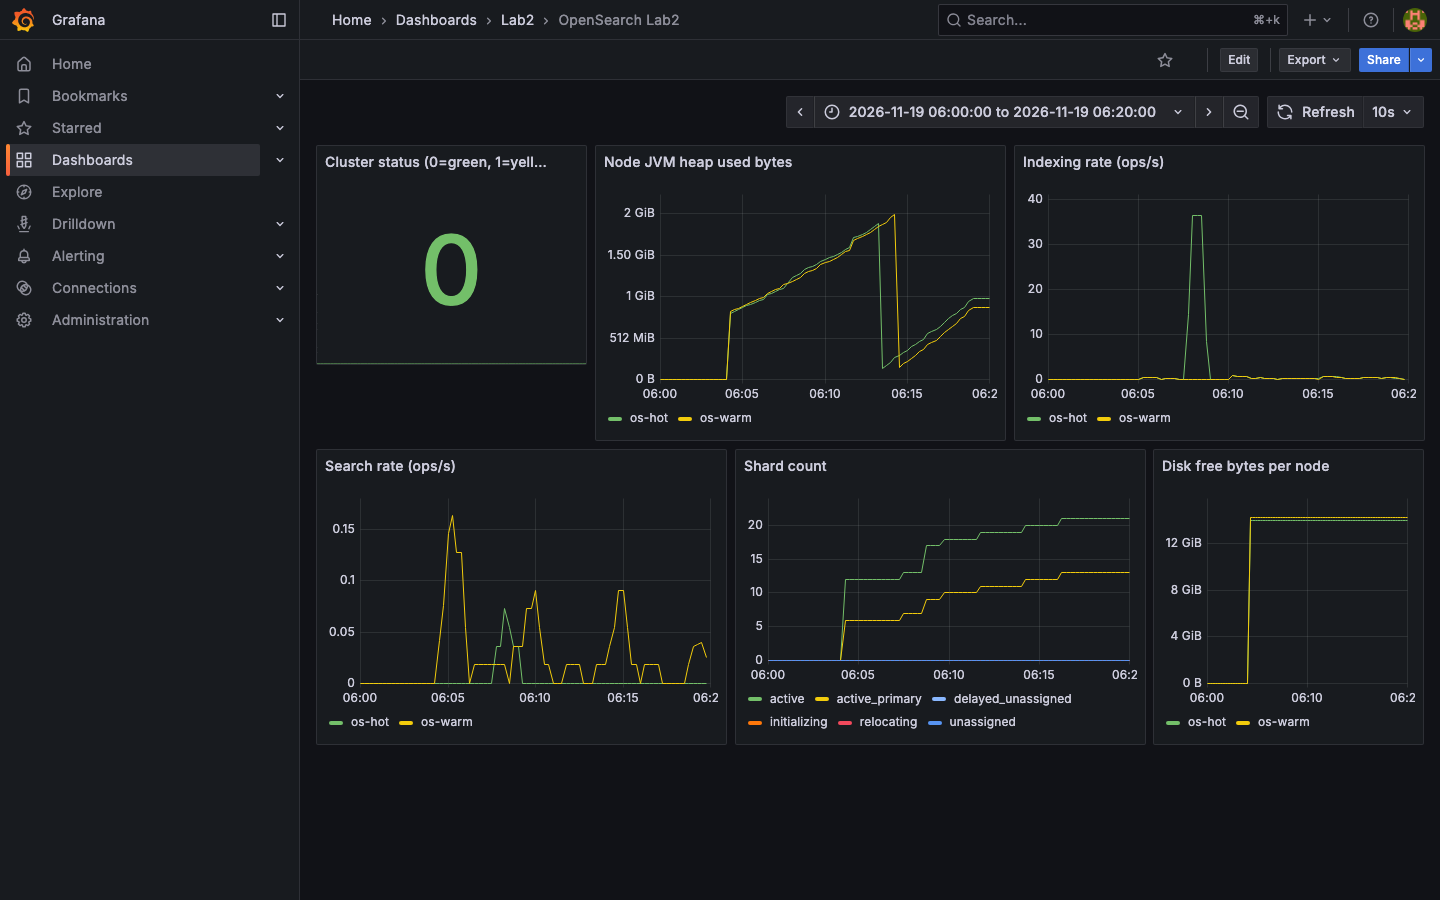 Grafana
Home › Dashboards › Lab2 › OpenSearch Lab2
Search... ⌘+k
Home
Bookmarks
Starred
Dashboards
Explore
Drilldown
Alerting
Connections
Administration
Edit
Export
Share
2026-11-19 06:00:00 to 2026-11-19 06:20:00
Refresh
10s
Cluster status (0=green, 1=yell...
0
Node JVM heap used bytes
2 GiB
1.50 GiB
1 GiB
512 MiB
0 B
06:00 06:05 06:10 06:15 06:2
os-hot os-warm
Indexing rate (ops/s)
40
30
20
10
0
06:00 06:05 06:10 06:15 06:2
os-hot os-warm
Search rate (ops/s)
0.15
0.1
0.05
0
06:00 06:05 06:10 06:15 06:2
os-hot os-warm
Shard count
20
15
10
5
0
06:00 06:05 06:10 06:15 06:2
active active_primary delayed_unassigned
initializing relocating unassigned
Disk free bytes per node
12 GiB
8 GiB
4 GiB
0 B
06:00 06:10 06:2
os-hot os-warm